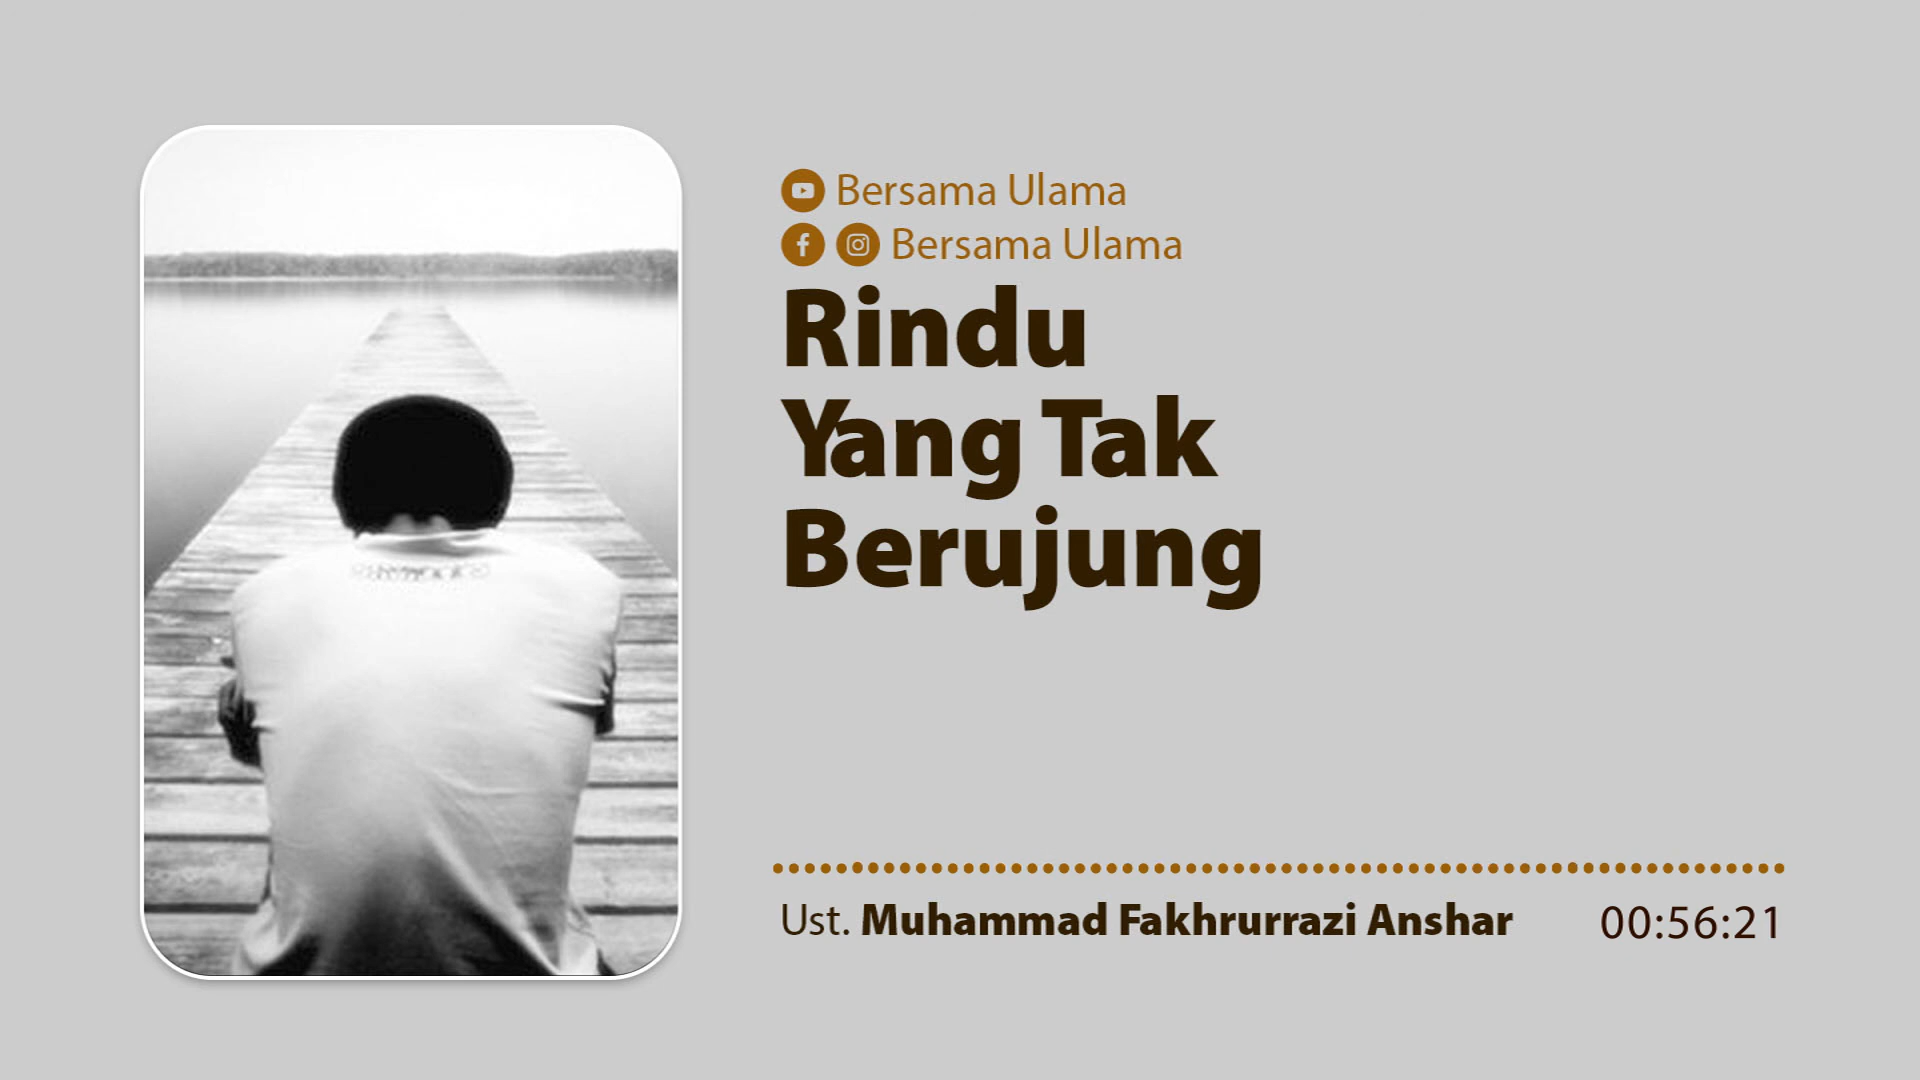 Bersama Ulama
Bersama Ulama
Rindu
Yang Tak
Berujung
Ust. Muhammad Fakhrurrazi Anshar
00:56:21